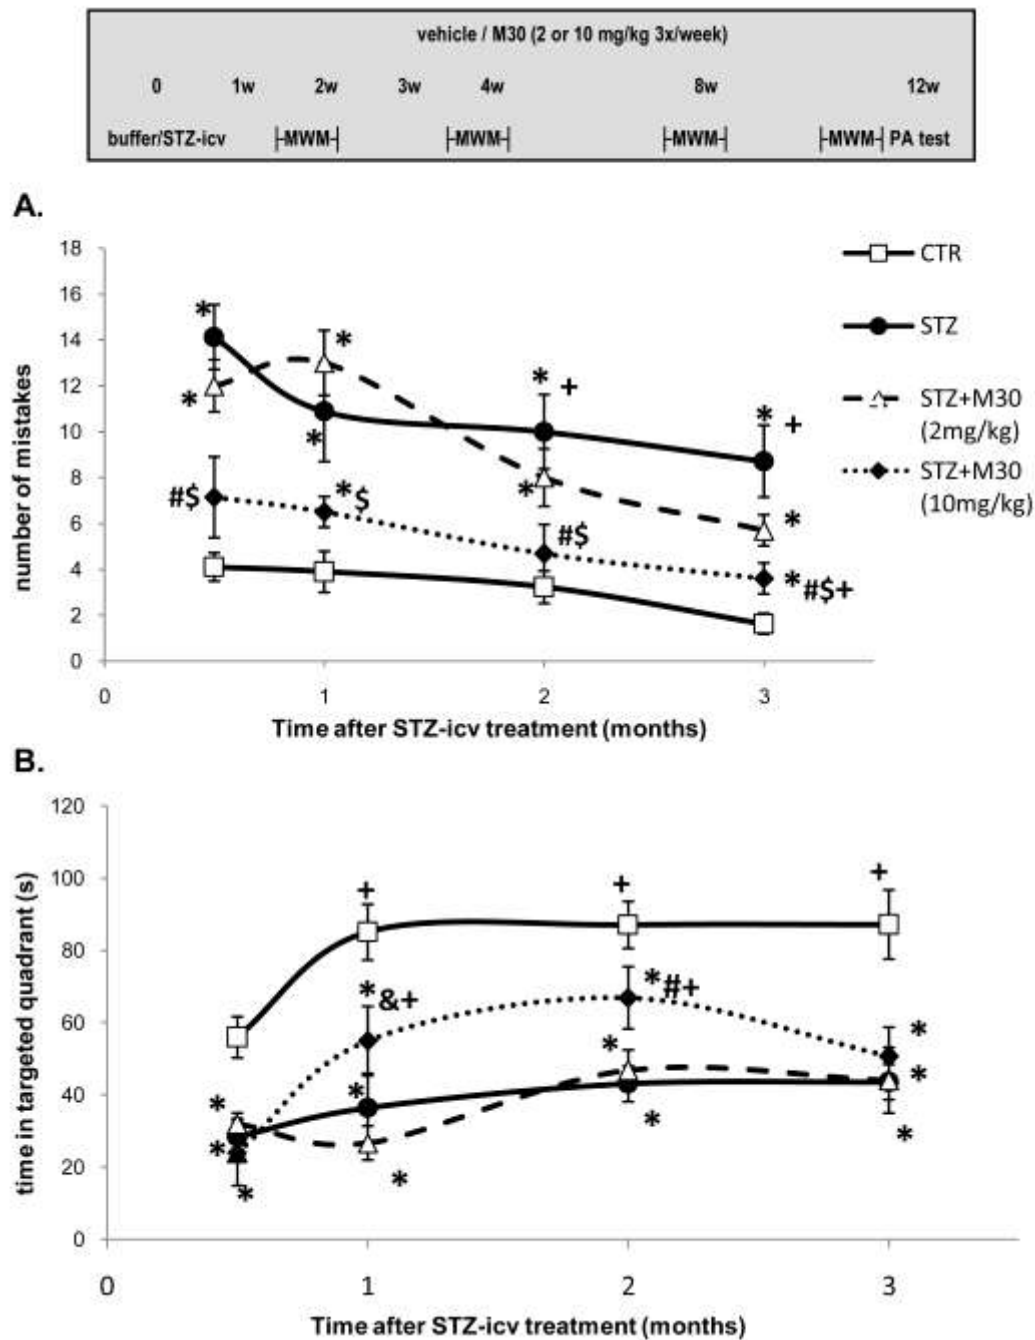 vehicle / M30 (2 or 10 mg/kg 3x/week)
0 1w 2w 3w 4w 8w 12w
buffer/STZ-icv ├MWM┤ ├MWM┤ ├MWM┤ ├MWM┤ PA test
A.
18
16
14
12
10
8
6
4
2
0
number of mistakes
* * * + * +
* * * *
#$ *$ #$ *#$+
0 1 2 3
Time after STZ-icv treatment (months)
CTR
STZ
STZ+M30
(2mg/kg)
STZ+M30
(10mg/kg)
B.
120
100
80
60
40
20
0
time in targeted quadrant (s)
+ + +
*&+ *#+ *
* * * *
* * *
* *
0 1 2 3
Time after STZ-icv treatment (months)